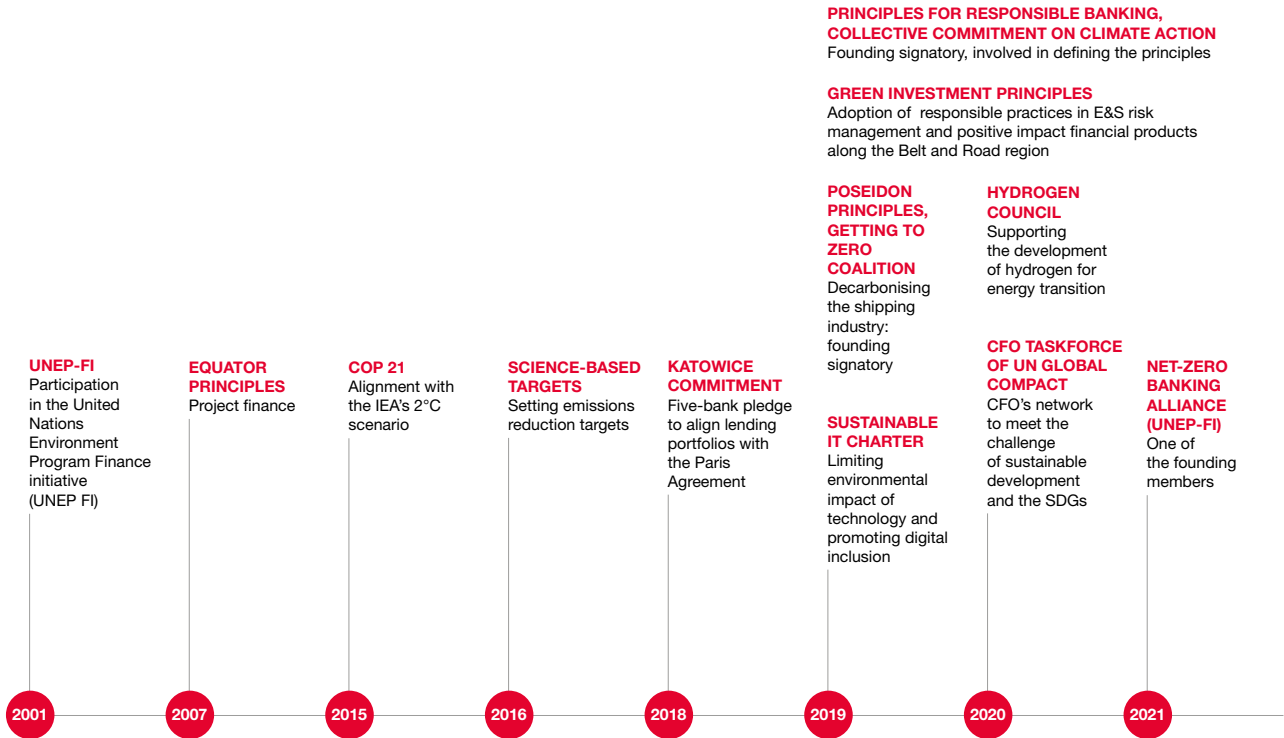 PRINCIPLES FOR RESPONSIBLE BANKING,
COLLECTIVE COMMITMENT ON CLIMATE ACTION
Founding signatory, involved in defining the principles
GREEN INVESTMENT PRINCIPLES
Adoption of responsible practices in E&S risk
management and positive impact financial products
along the Belt and Road region
POSEIDON
PRINCIPLES,
GETTING TO
ZERO
COALITION
Decarbonising
the shipping
industry:
founding
signatory
HYDROGEN
COUNCIL
Supporting
the development
of hydrogen for
energy transition
UNEP-FI
Participation
in the United
Nations
Environment
Program Finance
initiative
(UNEP FI)
EQUATOR
PRINCIPLES
Project finance
COP 21
Alignment with
the IEA's 2°C
scenario
SCIENCE-BASED
TARGETS
Setting emissions
reduction targets
KATOWICE
COMMITMENT
Five-bank pledge
to align lending
portfolios with
the Paris
Agreement
SUSTAINABLE
IT CHARTER
Limiting
environmental
impact of
technology and
promoting digital
inclusion
CFO TASKFORCE
OF UN GLOBAL
COMPACT
CFO's network
to meet the
challenge
of sustainable
development
and the SDGs
NET-ZERO
BANKING
ALLIANCE
(UNEP-FI)
One of
the founding
members
2001
2007
2015
2016
2018
2019
2020
2021